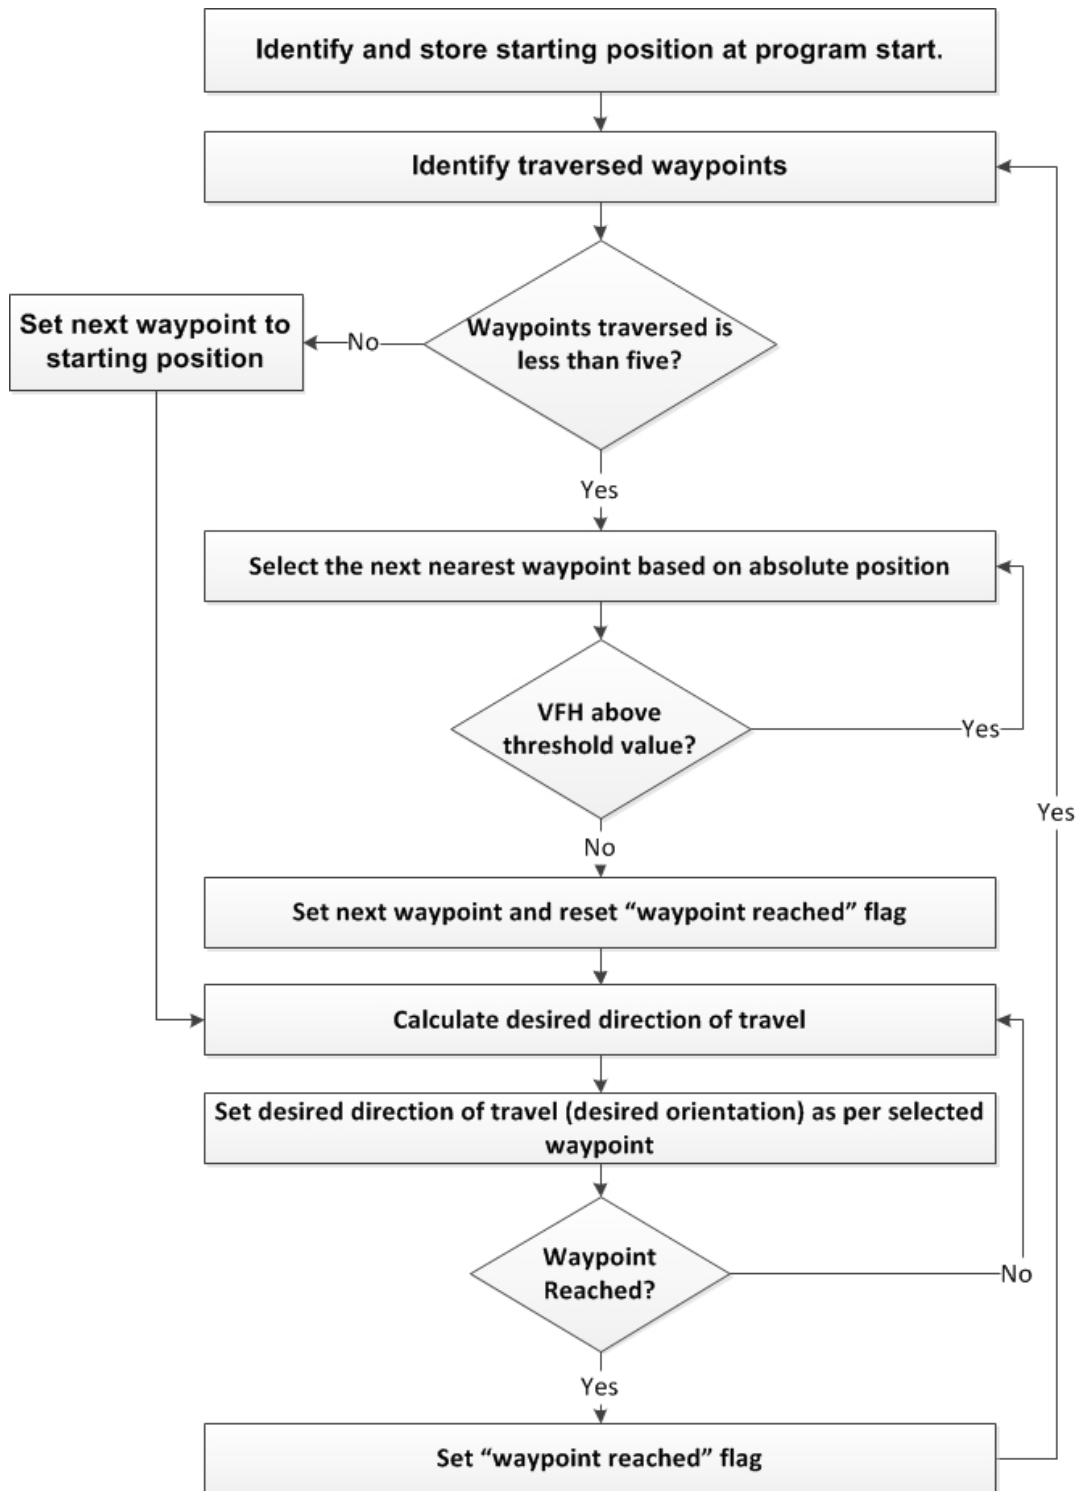 Identify and store starting position at program start.
Identify traversed waypoints
Waypoints traversed is
less than five?
No
Set next waypoint to
starting position
Yes
Select the next nearest waypoint based on absolute position
VFH above
threshold value?
Yes
No
Yes
Set next waypoint and reset “waypoint reached” flag
Calculate desired direction of travel
Set desired direction of travel (desired orientation) as per selected
waypoint
Waypoint
Reached?
No
Yes
Set “waypoint reached” flag